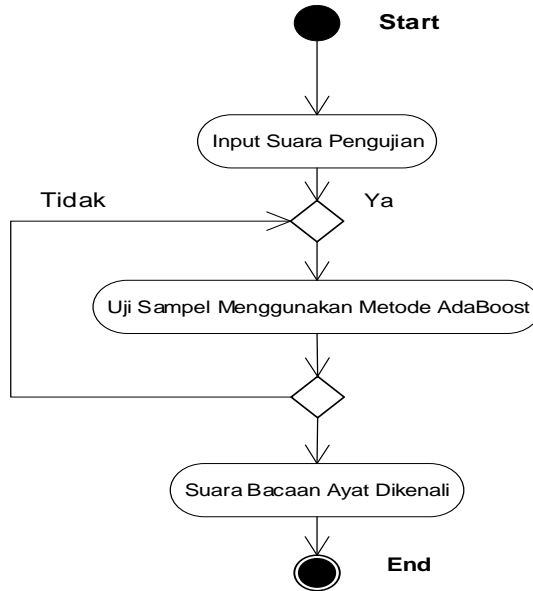 Start
Input Suara Pengujian
Tidak
Ya
Uji Sampel Menggunakan Metode AdaBoost
Suara Bacaan Ayat Dikenali
End